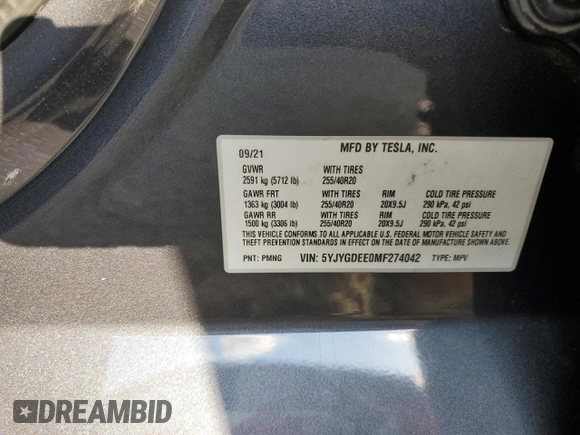 09/21 MFD BY TESLA, INC.
GVWR WITH TIRES
2591 kg (5712 lb) 255/40R20
GAWR FRT WITH TIRES RIM COLD TIRE PRESSURE
1363 kg (3004 lb) 255/40R20 20X9.5J 290 kPa, 42 psi
GAWR RR WITH TIRES RIM COLD TIRE PRESSURE
1500 kg (3306 lb) 255/40R20 20X9.5J 290 kPa, 42 psi
THIS VEHICLE CONFORMS TO ALL APPLICABLE U.S. FEDERAL MOTOR VEHICLE SAFETY AND
THEFT PREVENTION STANDARDS IN EFFECT ON THE DATE OF MANUFACTURE SHOWN ABOVE.
PNT: PMNG VIN: 5YJYGDEE0MF274042 TYPE: MPV
DREAMBID